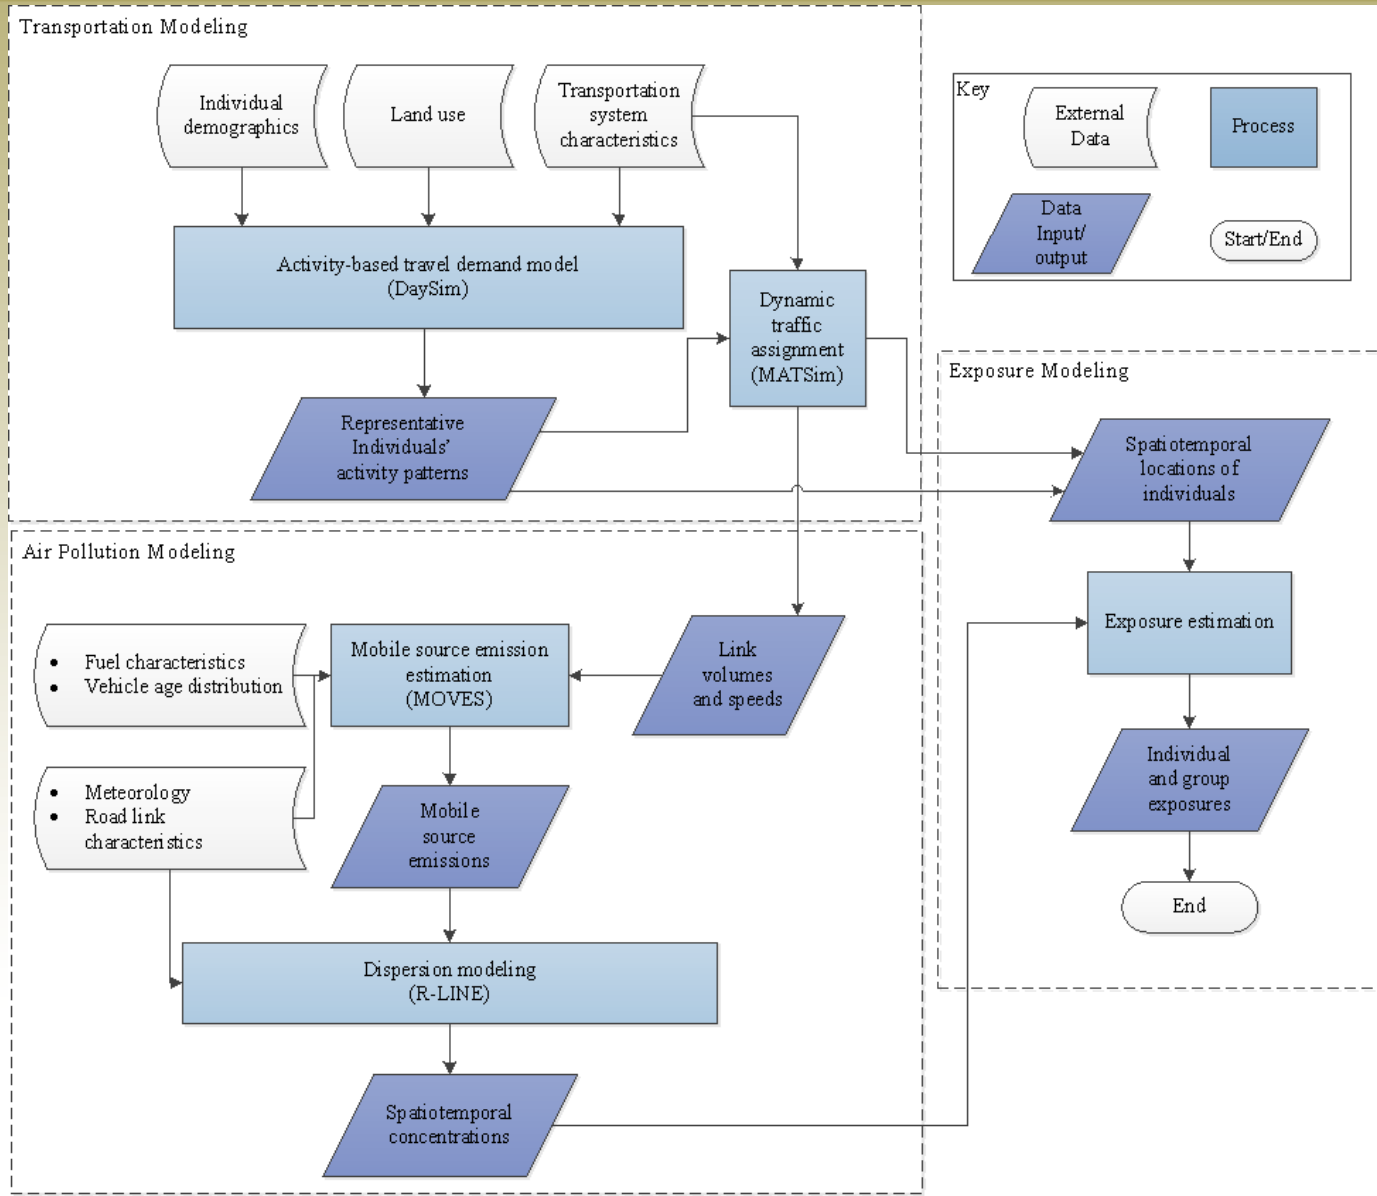 Transportation Modeling
Individual
demographics
Land use
Transportation
system
characteristics
Activity-based travel demand model
(DaySim)
Dynamic
traffic
assignment
(MATSim)
Representative
Individuals’
activity patterns
Key
External
Data
Process
Data
Input/
output
Start/End
Exposure Modeling
Spatiotemporal
locations of
individuals
Exposure estimation
Individual
and group
exposures
End
Air Pollution Modeling
• Fuel characteristics
• Vehicle age distribution
Mobile source emission
estimation
(MOVES)
Link
volumes
and speeds
• Meteorology
• Road link
characteristics
Mobile
source
emissions
Dispersion modeling
(R-LINE)
Spatiotemporal
concentrations